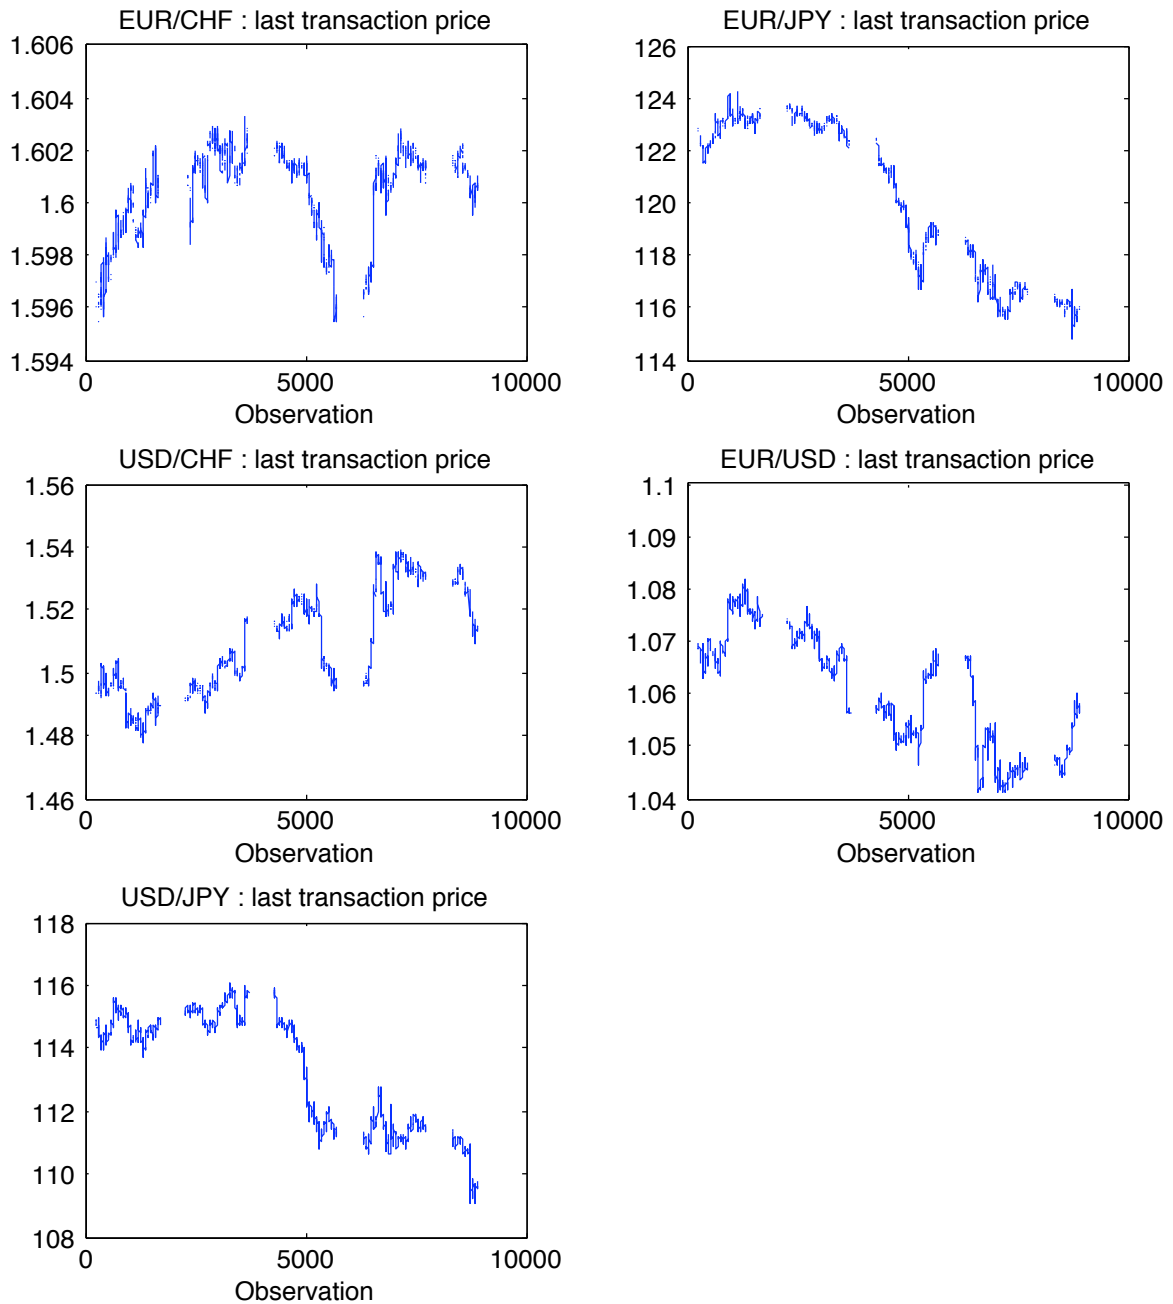 EUR/CHF : last transaction price
1.606
1.604
1.602
1.6
1.598
1.596
1.594
0 5000 10000
Observation
EUR/JPY : last transaction price
126
124
122
120
118
116
114
0 5000 10000
Observation
USD/CHF : last transaction price
1.56
1.54
1.52
1.5
1.48
1.46
0 5000 10000
Observation
EUR/USD : last transaction price
1.1
1.09
1.08
1.07
1.06
1.05
1.04
0 5000 10000
Observation
USD/JPY : last transaction price
118
116
114
112
110
108
0 5000 10000
Observation